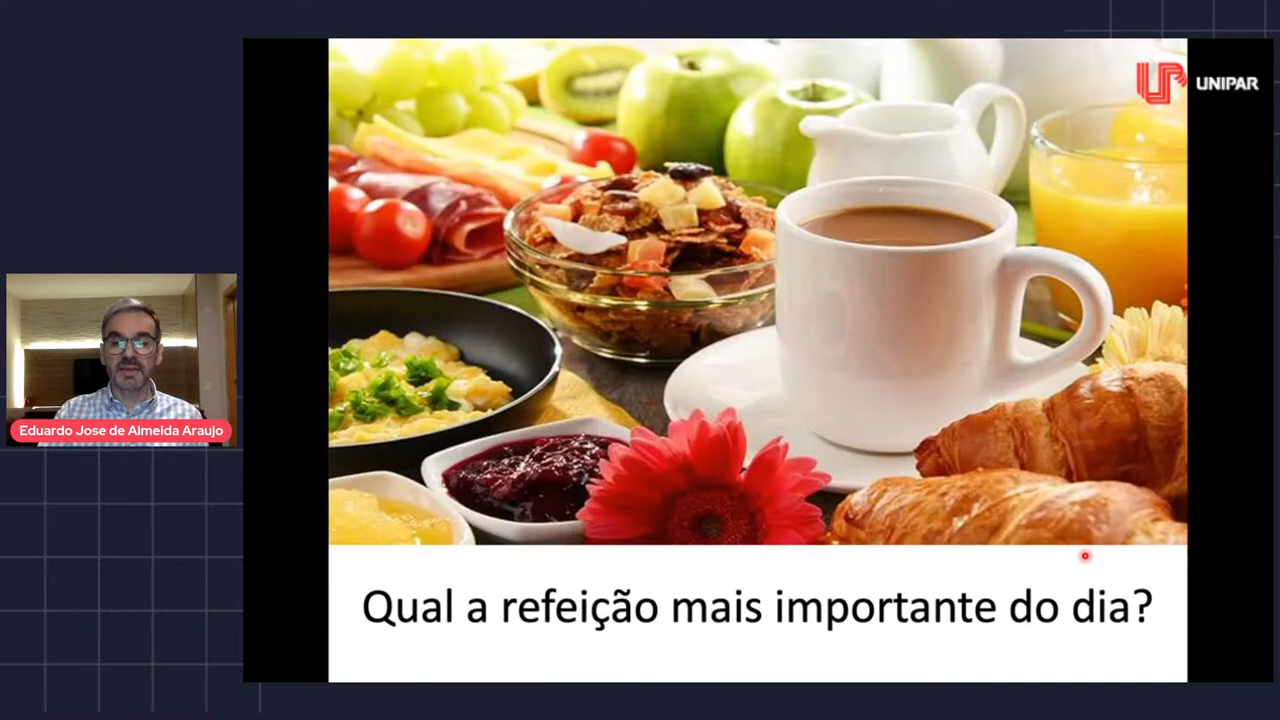 UNIPAR
Eduardo Jose de Almeida Araujo
Qual a refeição mais importante do dia?